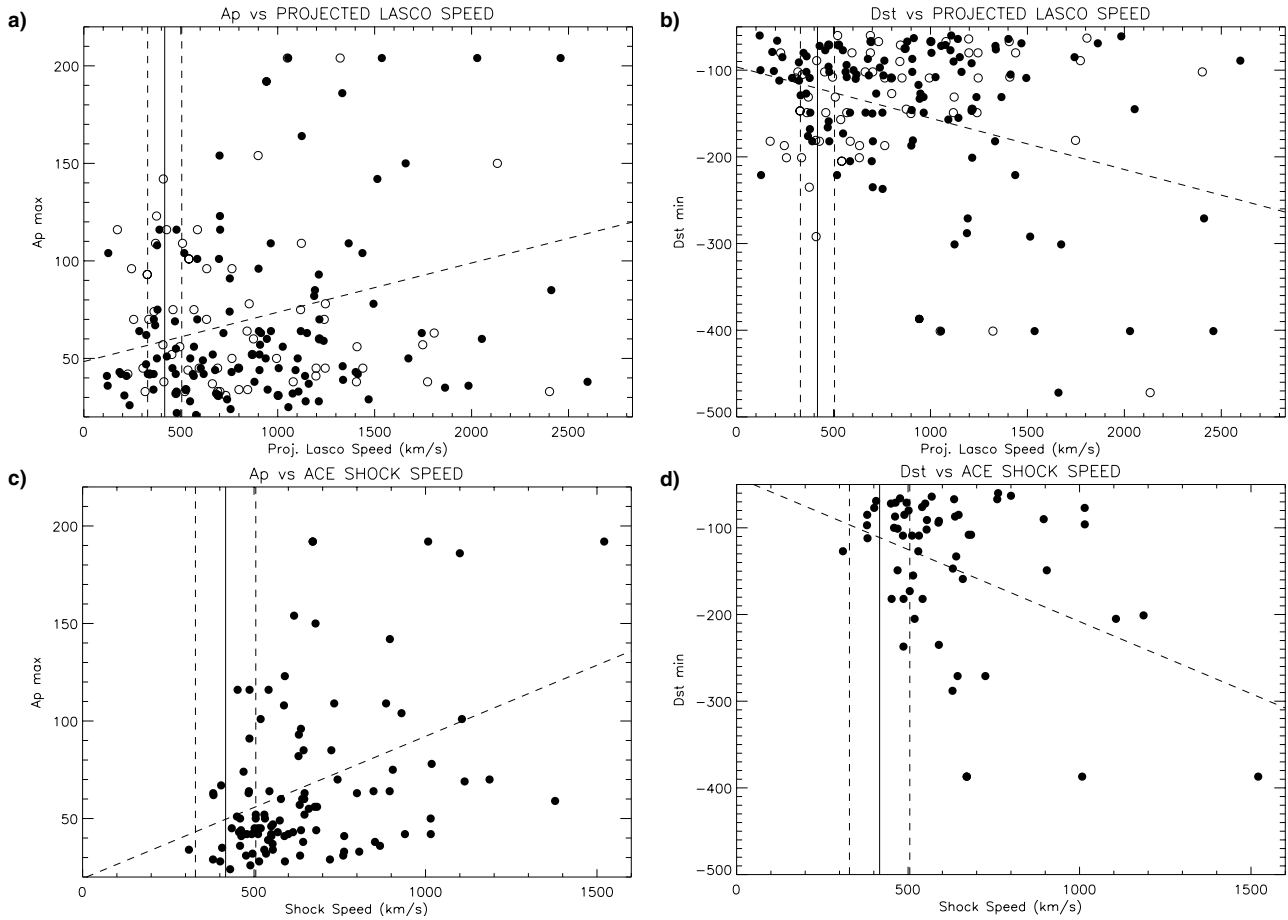 a)
Ap vs PROJECTED LASCO SPEED
200
150
100
50
Ap max
0 500 1000 1500 2000 2500
Proj. Lasco Speed (km/s)
b)
Dst vs PROJECTED LASCO SPEED
-100
-200
-300
-400
-500
Dst min
0 500 1000 1500 2000 2500
Proj. Lasco Speed (km/s)
c)
Ap vs ACE SHOCK SPEED
200
150
100
50
Ap max
0 500 1000 1500
Shock Speed (km/s)
d)
Dst vs ACE SHOCK SPEED
-100
-200
-300
-400
-500
Dst min
0 500 1000 1500
Shock Speed (km/s)